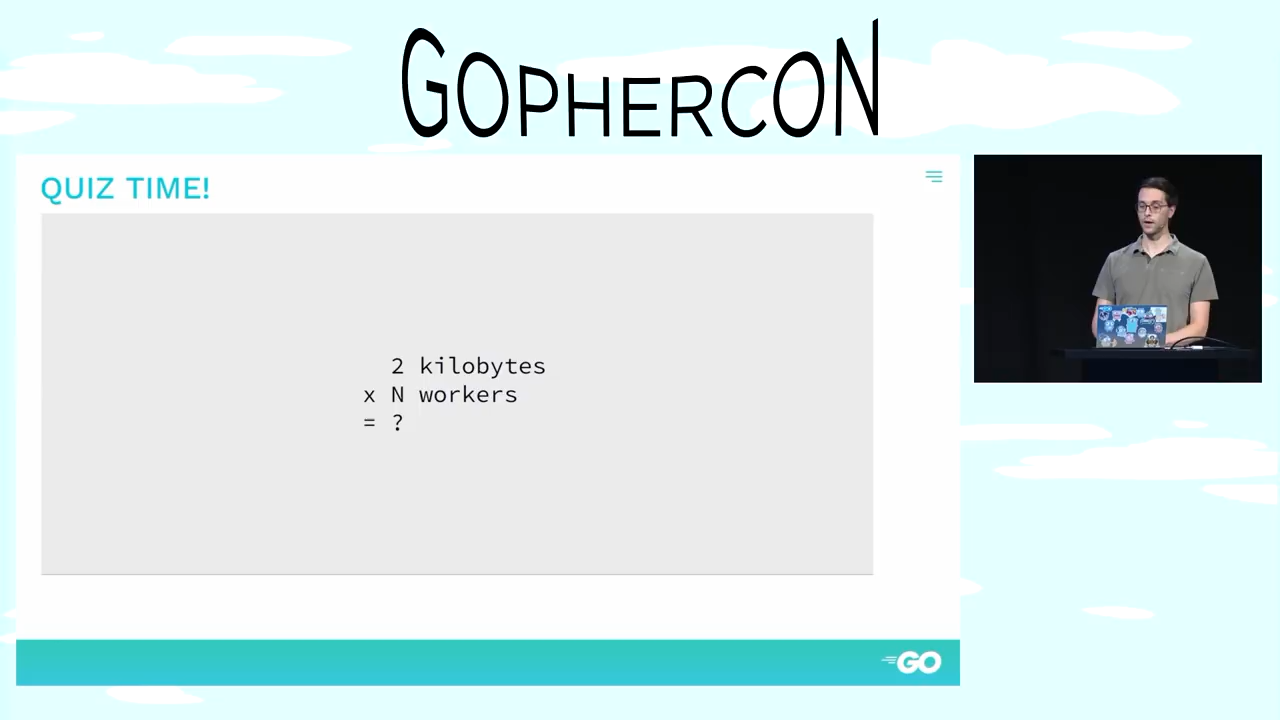 GOPHERCON
QUIZ TIME!
2 kilobytes
x N workers
= ?
GO